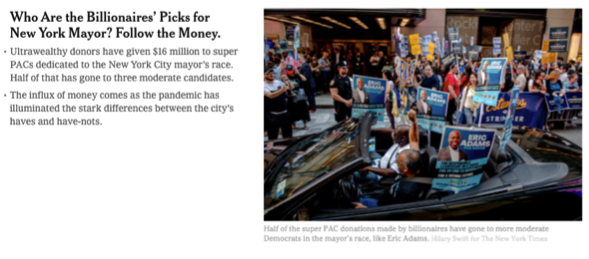 Who Are the Billionaires’ Picks for
New York Mayor? Follow the Money.
• Ultrawealthy donors have given $16 million to super
PACs dedicated to the New York City mayor’s race.
Half of that has gone to three moderate candidates.
• The influx of money comes as the pandemic has
illuminated the stark differences between the city’s
haves and have-nots.
ERIC
ADAMS
Half of the super PAC donations made by billionaires have gone to more moderate
Democrats in the mayor’s race, like Eric Adams. Hilary Swift for The New York Times